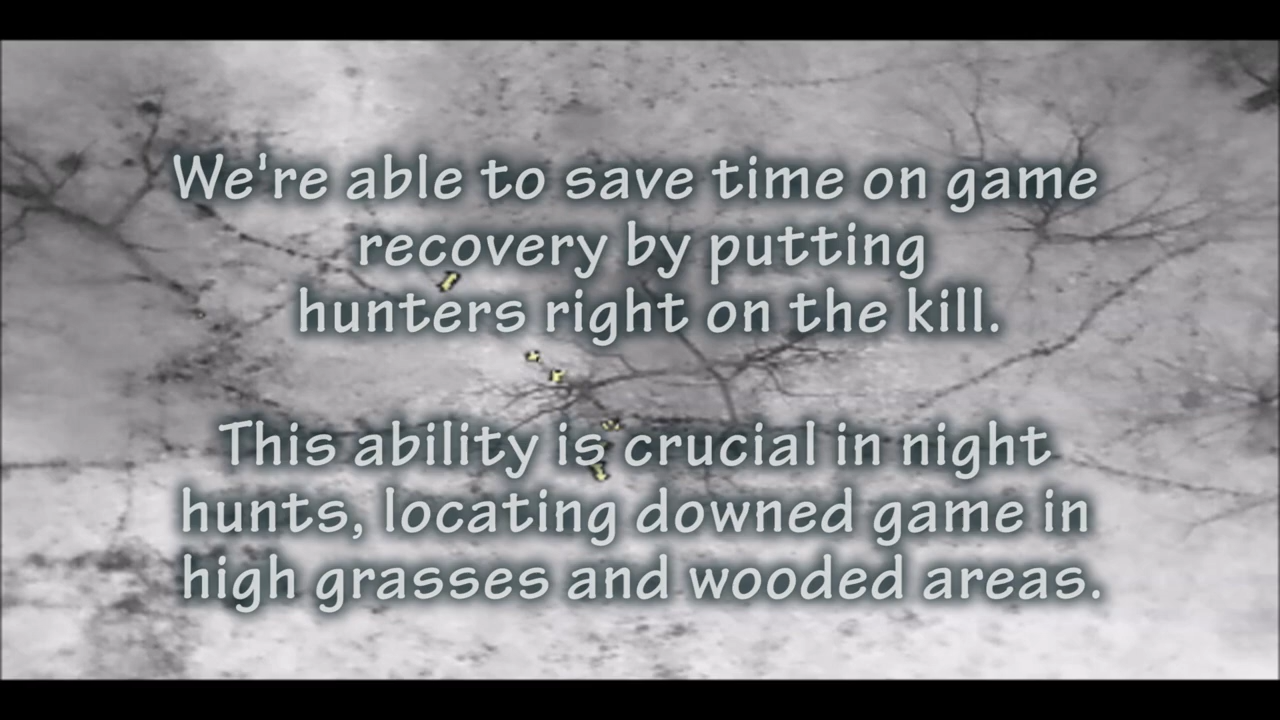 We're able to save time on game
recovery by putting
hunters right on the kill.
This ability is crucial in night
hunts, locating downed game in
high grasses and wooded areas.